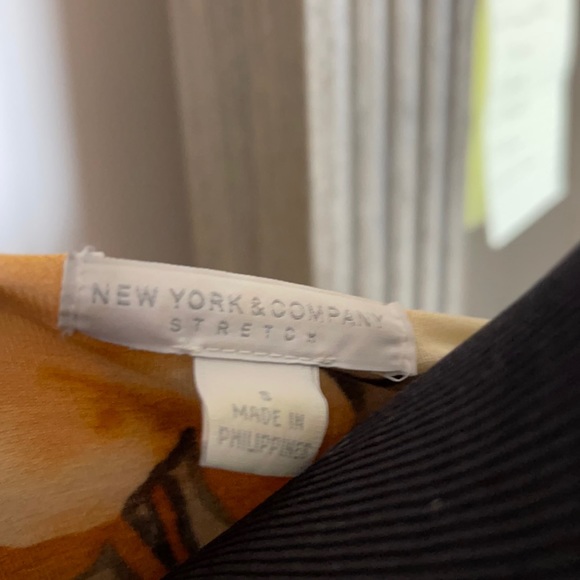 NEW YORK & COMPANY
STRETCH
S
MADE IN
PHILIPPINES